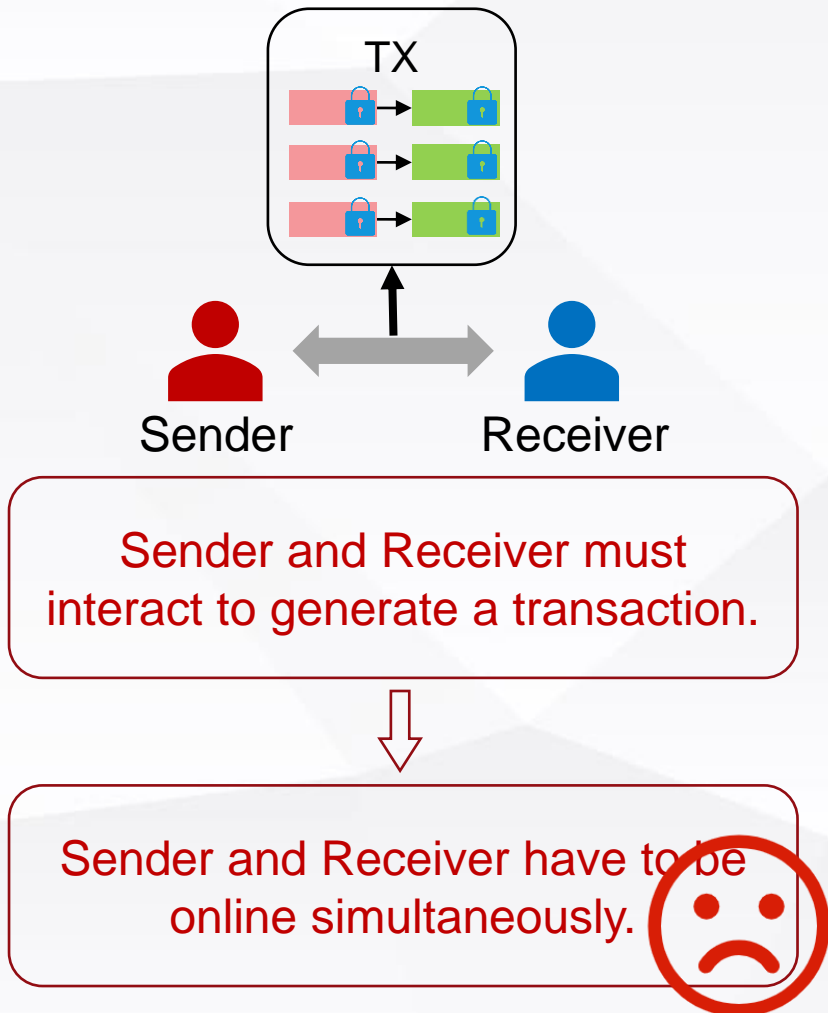 TX
Sender
Receiver
Sender and Receiver must
interact to generate a transaction.
Sender and Receiver have to be
online simultaneously.